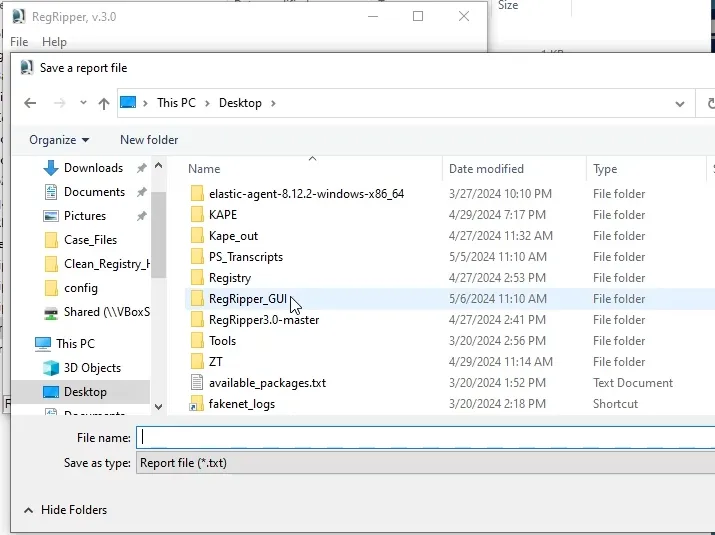 RegRipper, v.3.0
Size
File Help
Save a report file
This PC > Desktop >
Organize New folder
Name Date modified Type
Downloads
Documents
Pictures
Case_Files
Clean_Registry_H
config
Shared (\\VBoxS
This PC
3D Objects
Desktop
Documents
elastic-agent-8.12.2-windows-x86_64 3/27/2024 10:10 PM File folder
KAPE 4/29/2024 7:17 PM File folder
Kape_out 4/27/2024 11:32 AM File folder
PS_Transcripts 5/5/2024 11:10 AM File folder
Registry 4/27/2024 2:53 PM File folder
RegRipper_GUI 5/6/2024 11:10 AM File folder
RegRipper3.0-master 4/27/2024 2:41 PM File folder
Tools 3/20/2024 2:56 PM File folder
ZT 4/29/2024 11:14 AM File folder
available_packages.txt 3/20/2024 1:52 PM Text Document
fakenet_logs 3/20/2024 2:18 PM Shortcut
File name:
Save as type: Report file (*.txt)
Hide Folders